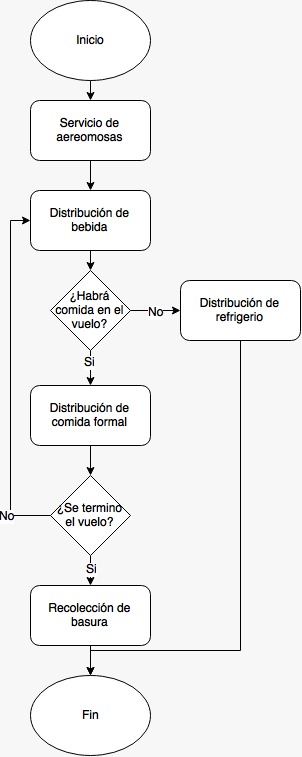 Inicio
Servicio de
aereomosas
Distribución de
bebida
¿Habrá
comida en el
vuelo?
No
Distribución de
refrigerio
Si
Distribución de
comida formal
¿Se termino
el vuelo?
No
Si
Recolección de
basura
Fin